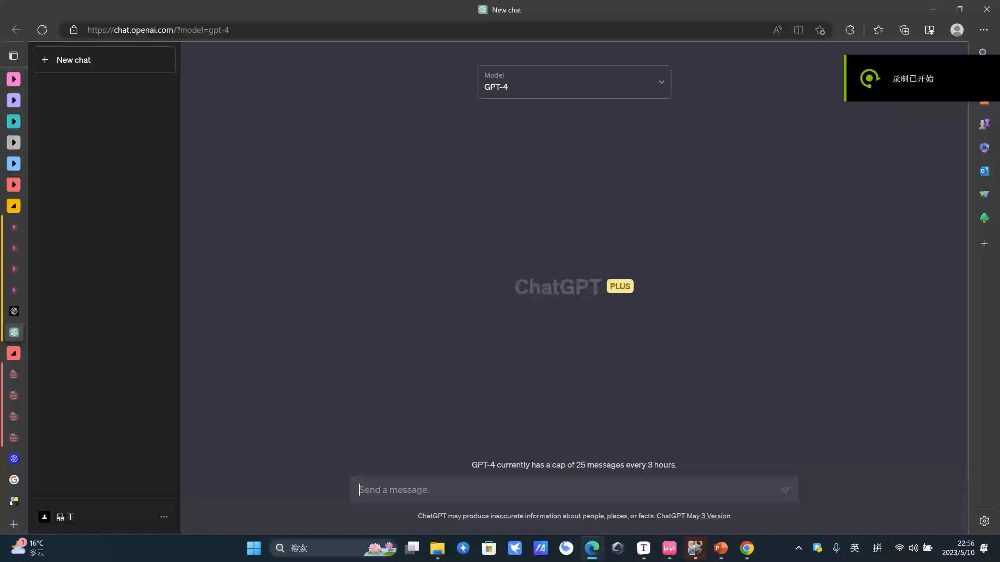 New chat
https://chat.openai.com/?model=gpt-4
New chat
Model
GPT-4
录制已开始
ChatGPT PLUS
GPT-4 currently has a cap of 25 messages every 3 hours.
Send a message.
ChatGPT may produce inaccurate information about people, places, or facts. ChatGPT May 3 Version
晶 王
1
16°C
多云
搜索
T
bilibili
P
英
拼
22:56
2023/5/10